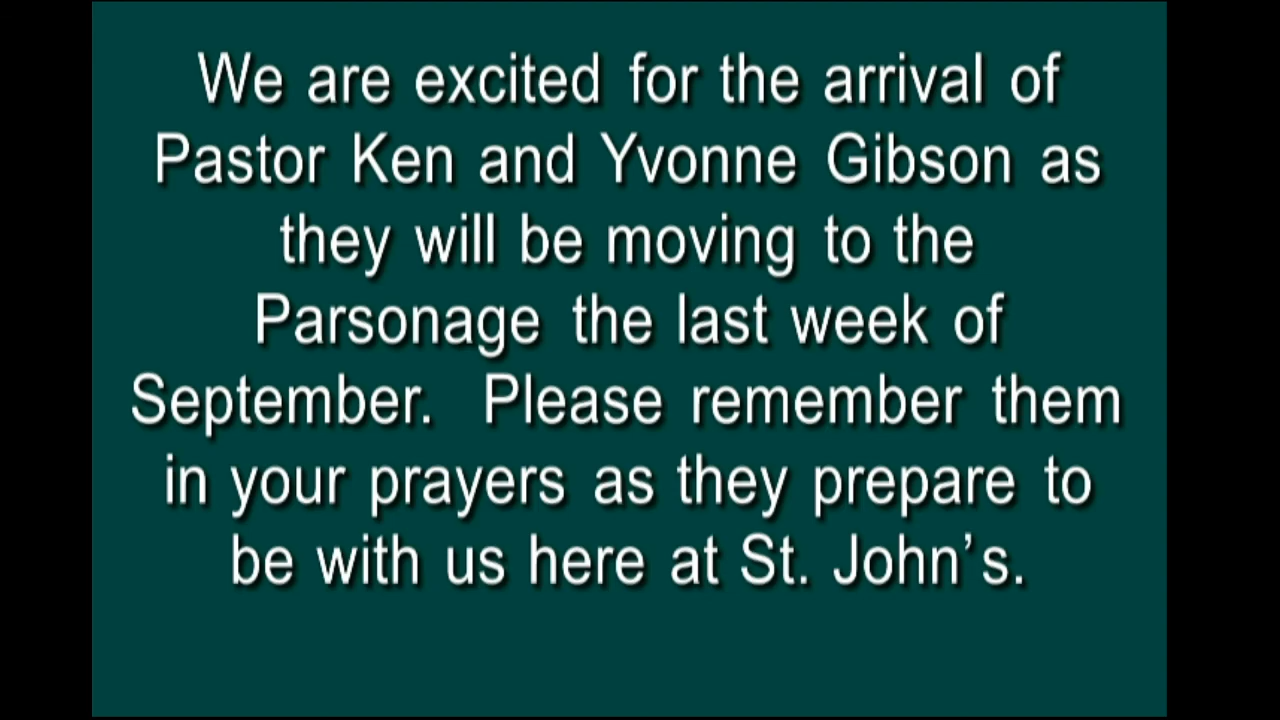 We are excited for the arrival of
Pastor Ken and Yvonne Gibson as
they will be moving to the
Parsonage the last week of
September. Please remember them
in your prayers as they prepare to
be with us here at St. John’s.